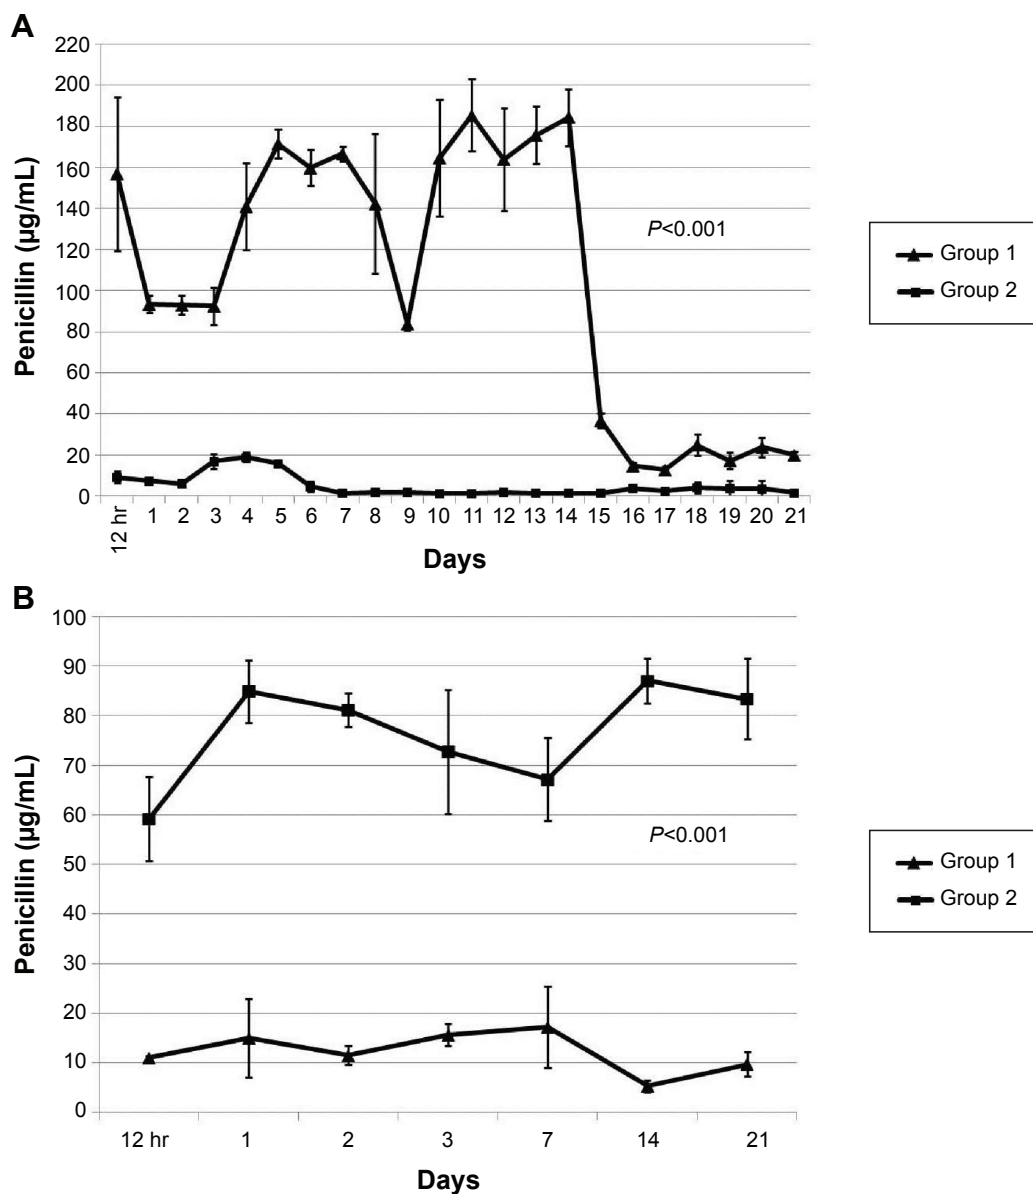 A
220
200
180
160
140
120
100
80
60
40
20
0
Penicillin (µg/mL)
P<0.001
12 hr 1 2 3 4 5 6 7 8 9 10 11 12 13 14 15 16 17 18 19 20 21
Days
Group 1
Group 2
B
100
90
80
70
60
50
40
30
20
10
0
Penicillin (µg/mL)
P<0.001
12 hr 1 2 3 7 14 21
Days
Group 1
Group 2